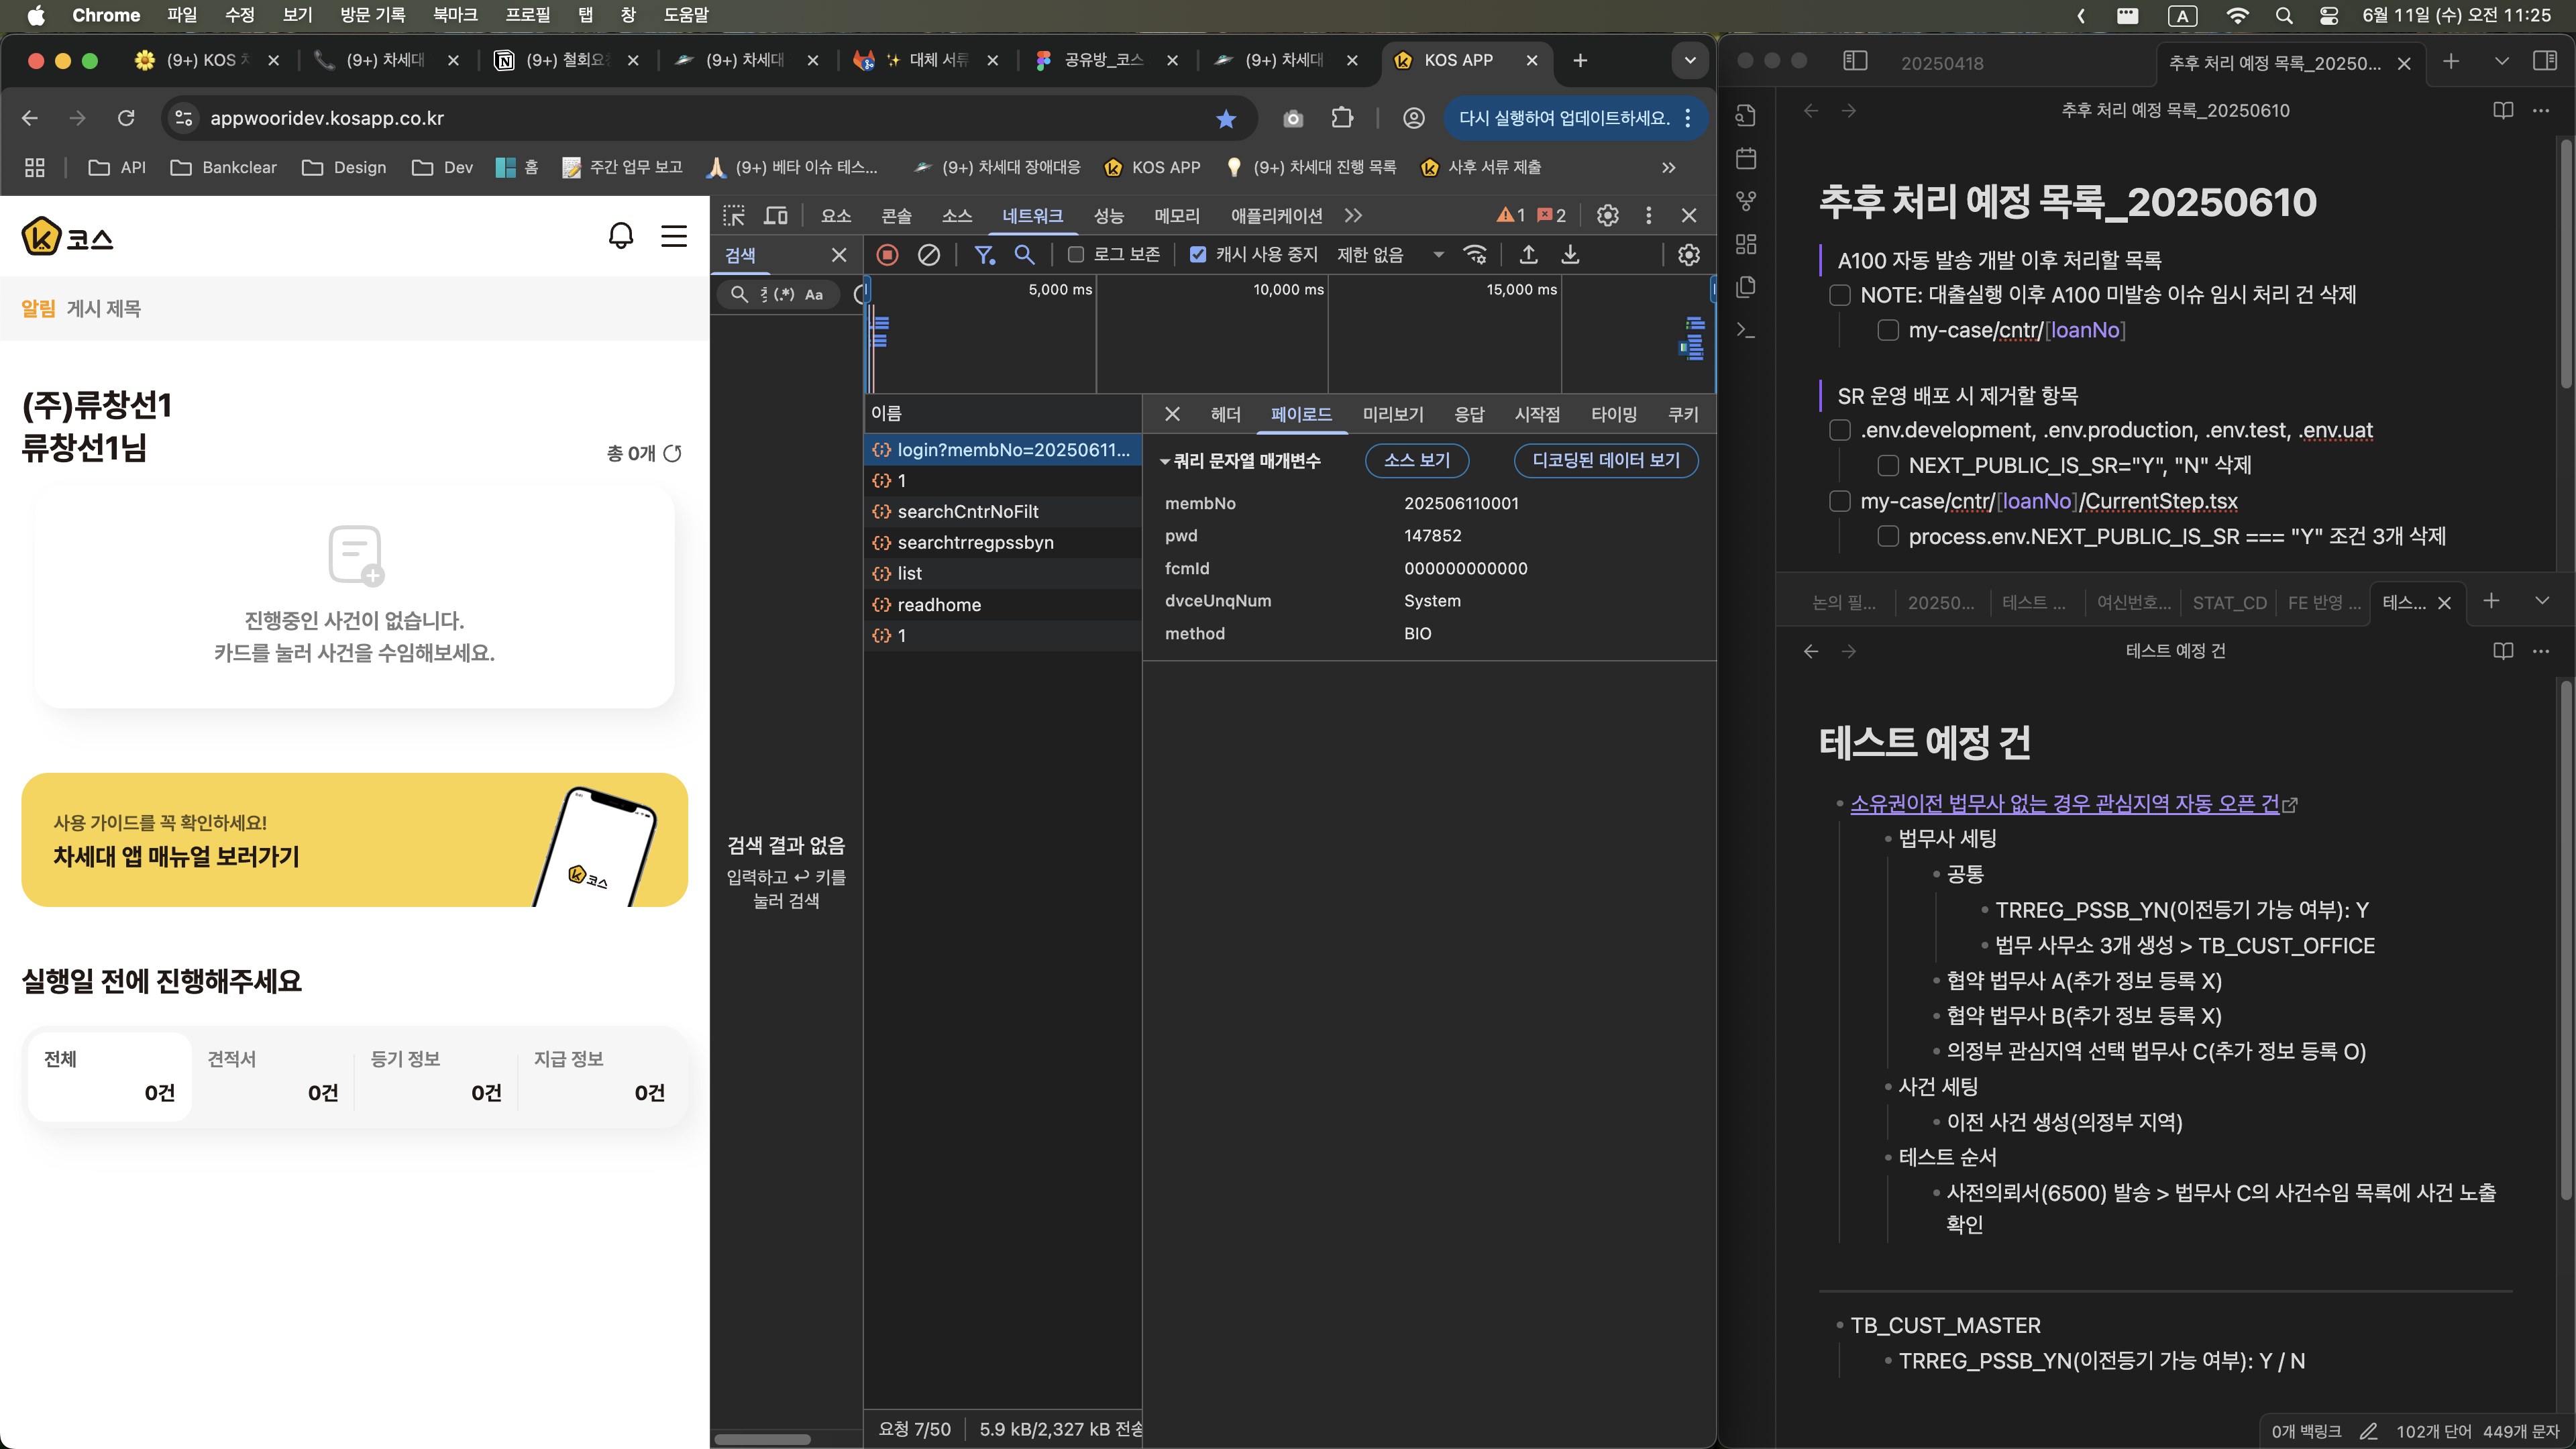 Chrome 파일 수정 보기 방문 기록 북마크 프로필 탭 창 도움말
A 6월 11일 (수) 오전 11:25
(9+) KOS (9+) 차세대 (9+) 철회요 (9+) 차세대 대체 서류 공유방_코스 (9+) 차세대 KOS APP
appwooridev.kosapp.co.kr
다시 실행하여 업데이트하세요.
API Bankclear Design Dev 홈 주간 업무 보고 (9+) 베타 이슈 테스... (9+) 차세대 장애대응 KOS APP (9+) 차세대 진행 목록 사후 서류 제출
코스
알림 게시 제목
(주)류창선1
류창선1님
총 0개
진행중인 사건이 없습니다.
카드를 눌러 사건을 수임해보세요.
사용 가이드를 꼭 확인하세요!
차세대 앱 매뉴얼 보러가기
코스
실행일 전에 진행해주세요
전체 견적서 등기 정보 지급 정보
0건 0건 0건 0건
요소 콘솔 소스 네트워크 성능 메모리 애플리케이션 1 2
검색
로그 보존 캐시 사용 중지 제한 없음
(.*) Aa
5,000 ms 10,000 ms 15,000 ms
검색 결과 없음
입력하고 ↩ 키를
눌러 검색
이름
login?membNo=20250611...
1
searchCntrNoFilt
searchtrregpssbyn
list
readhome
1
헤더 페이로드 미리보기 응답 시작점 타이밍 쿠키
쿼리 문자열 매개변수 소스 보기 디코딩된 데이터 보기
membNo 202506110001
pwd 147852
fcmId 000000000000
dvceUnqNum System
method BIO
요청 7/50 5.9 kB/2,327 kB 전송
20250418 추후 처리 예정 목록_20250...
추후 처리 예정 목록_20250610
추후 처리 예정 목록_20250610
A100 자동 발송 개발 이후 처리할 목록
NOTE: 대출실행 이후 A100 미발송 이슈 임시 처리 건 삭제
my-case/cntr/[loanNo]
SR 운영 배포 시 제거할 항목
.env.development, .env.production, .env.test, .env.uat
NEXT_PUBLIC_IS_SR="Y", "N" 삭제
my-case/cntr/[loanNo]/CurrentStep.tsx
process.env.NEXT_PUBLIC_IS_SR === "Y" 조건 3개 삭제
논의 필... 20250... 테스트 ... 여신번호... STAT_CD FE 반영 ... 테스...
테스트 예정 건
테스트 예정 건
소유권이전 법무사 없는 경우 관심지역 자동 오픈 건
법무사 세팅
공통
TRREG_PSSB_YN(이전등기 가능 여부): Y
법무 사무소 3개 생성 > TB_CUST_OFFICE
협약 법무사 A(추가 정보 등록 X)
협약 법무사 B(추가 정보 등록 X)
의정부 관심지역 선택 법무사 C(추가 정보 등록 O)
사건 세팅
이전 사건 생성(의정부 지역)
테스트 순서
사전의뢰서(6500) 발송 > 법무사 C의 사건수임 목록에 사건 노출
확인
TB_CUST_MASTER
TRREG_PSSB_YN(이전등기 가능 여부): Y / N
0개 백링크 102개 단어 449개 문자